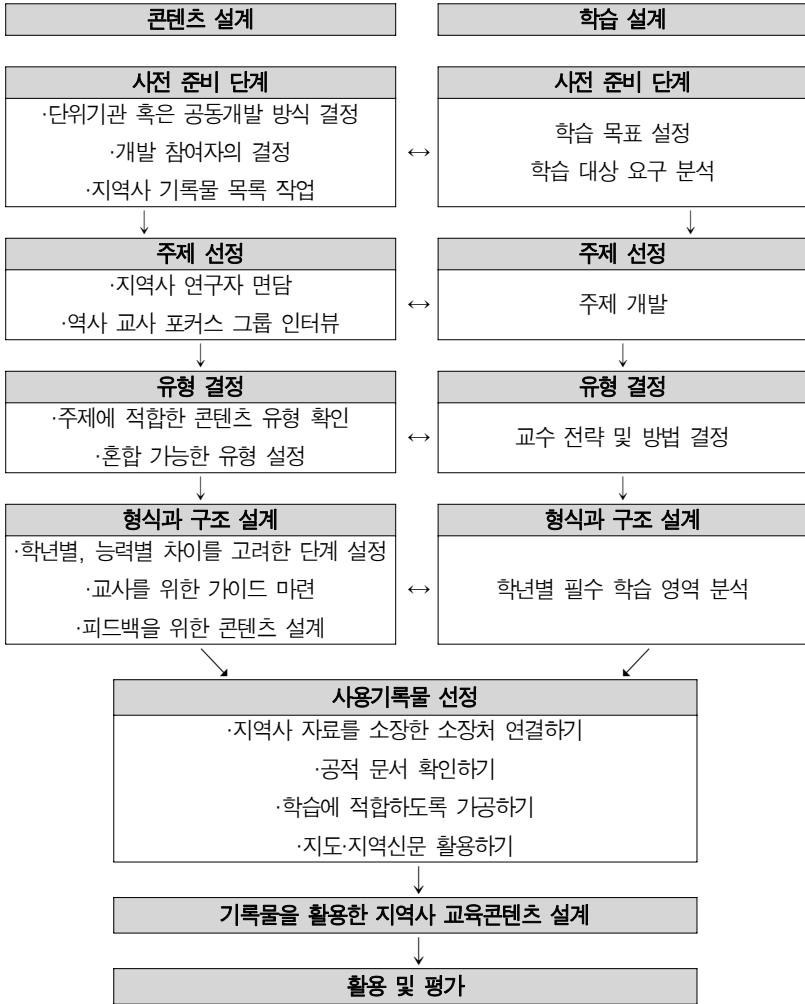 콘텐츠 설계
학습 설계
사전 준비 단계
·단위기관 혹은 공동개발 방식 결정
·개발 참여자의 결정
·지역사 기록물 목록 작업
↔
사전 준비 단계
학습 목표 설정
학습 대상 요구 분석
↓
↓
주제 선정
·지역사 연구자 면담
·역사 교사 포커스 그룹 인터뷰
↔
주제 선정
주제 개발
↓
↓
유형 결정
·주제에 적합한 콘텐츠 유형 확인
·혼합 가능한 유형 설정
↔
유형 결정
교수 전략 및 방법 결정
↓
↓
형식과 구조 설계
·학년별, 능력별 차이를 고려한 단계 설정
·교사를 위한 가이드 마련
·피드백을 위한 콘텐츠 설계
↔
형식과 구조 설계
학년별 필수 학습 영역 분석
↘
↙
사용기록물 선정
·지역사 자료를 소장한 소장처 연결하기
·공적 문서 확인하기
·학습에 적합하도록 가공하기
·지도·지역신문 활용하기
↓
기록물을 활용한 지역사 교육콘텐츠 설계
↓
활용 및 평가